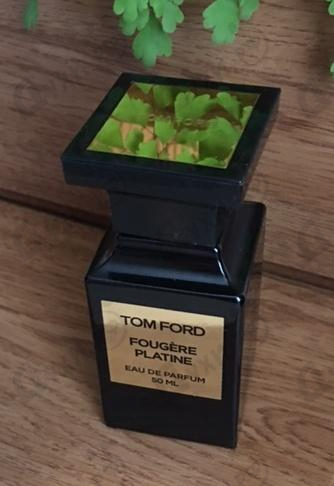 TOM FORD
FOUGÈRE
PLATINE
EAU DE PARFUM
50 ML